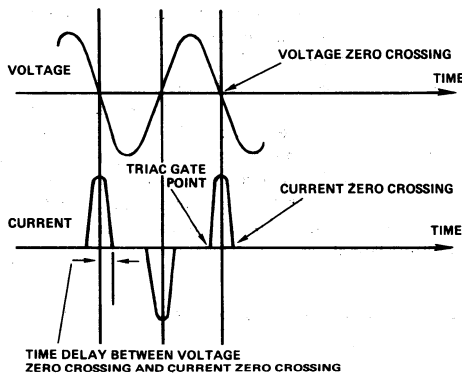 VOLTAGE
VOLTAGE ZERO CROSSING
TIME
TRIAC GATE
POINT
CURRENT ZERO CROSSING
CURRENT
TIME
TIME DELAY BETWEEN VOLTAGE
ZERO CROSSING AND CURRENT ZERO CROSSING